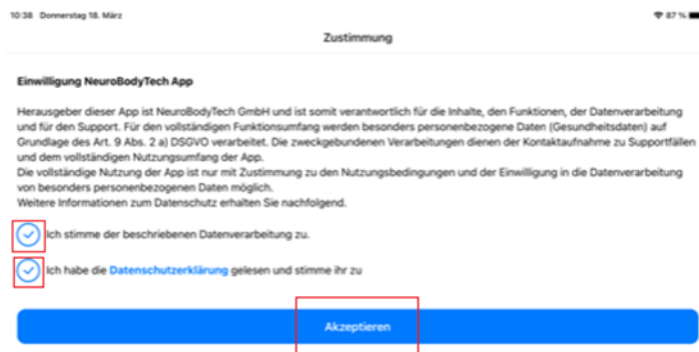 10:38 Donnerstag 18. März
87 %
Zustimmung
Einwilligung NeuroBodyTech App
Herausgeber dieser App ist NeuroBodyTech GmbH und ist somit verantwortlich für die Inhalte, den Funktionen, der Datenverarbeitung
und für den Support. Für den vollständigen Funktionsumfang werden besonders personenbezogene Daten (Gesundheitsdaten) auf
Grundlage des Art. 9 Abs. 2 a) DSGVO verarbeitet. Die zweckgebundenen Verarbeitungen dienen der Kontaktaufnahme zu Supportfällen
und dem vollständigen Nutzungsumfang der App.
Die vollständige Nutzung der App ist nur mit Zustimmung zu den Nutzungsbedingungen und der Einwilligung in die Datenverarbeitung
von besonders personenbezogenen Daten möglich.
Weitere Informationen zum Datenschutz erhalten Sie nachfolgend.
Ich stimme der beschriebenen Datenverarbeitung zu.
Ich habe die Datenschutzerklärung gelesen und stimme ihr zu
Akzeptieren